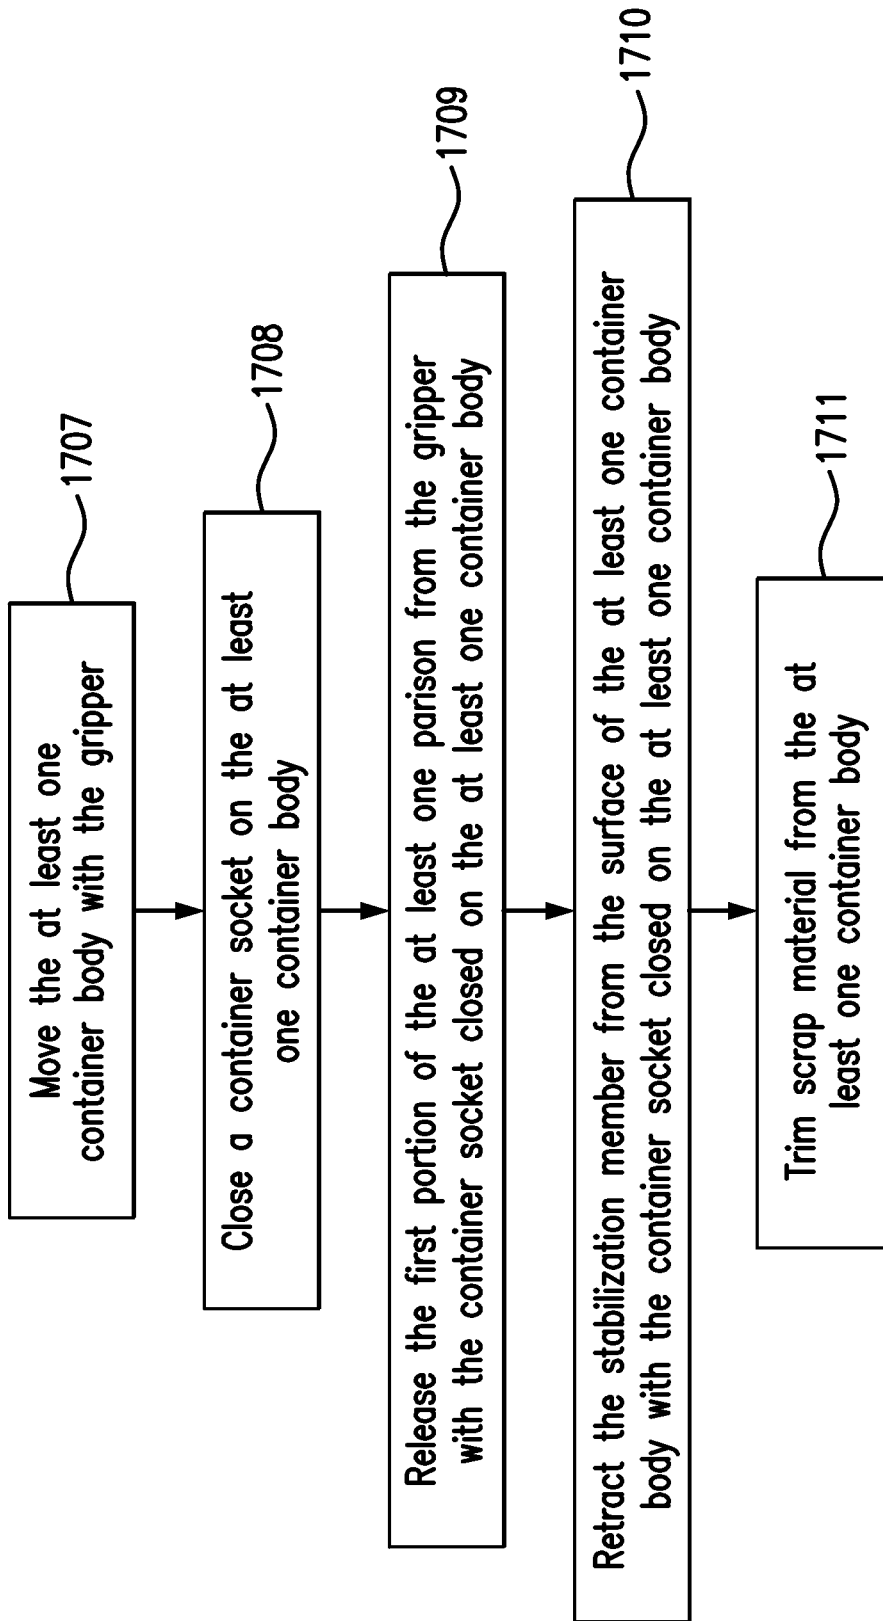 Move the at least one
container body with the gripper
1707
Close a container socket on the at least
one container body
1708
Release the first portion of the at least one parison from the gripper
with the container socket closed on the at least one container body
1709
Retract the stabilization member from the surface of the at least one container
body with the container socket closed on the at least one container body
1710
Trim scrap material from the at
least one container body
1711